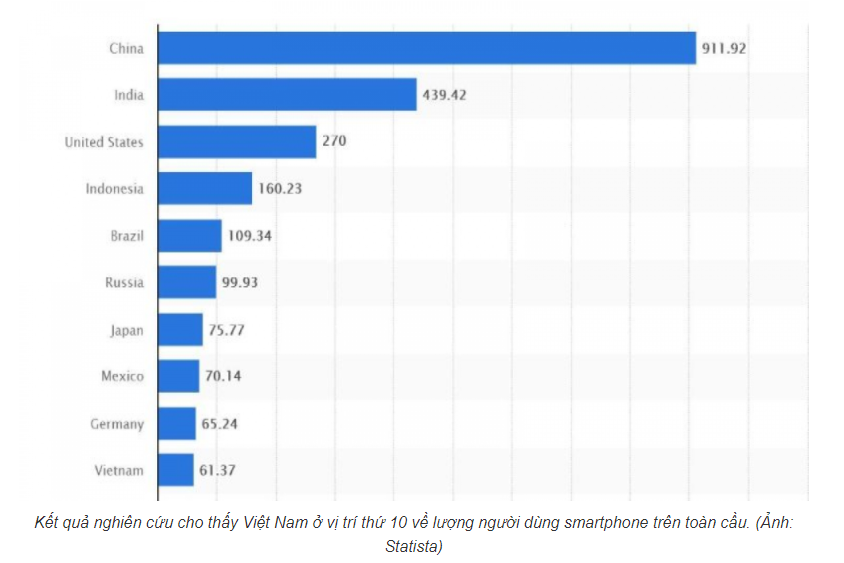 China 911.92
India 439.42
United States 270
Indonesia 160.23
Brazil 109.34
Russia 99.93
Japan 75.77
Mexico 70.14
Germany 65.24
Vietnam 61.37
Kết quả nghiên cứu cho thấy Việt Nam ở vị trí thứ 10 về lượng người dùng smartphone trên toàn cầu. (Ảnh:
Statista)